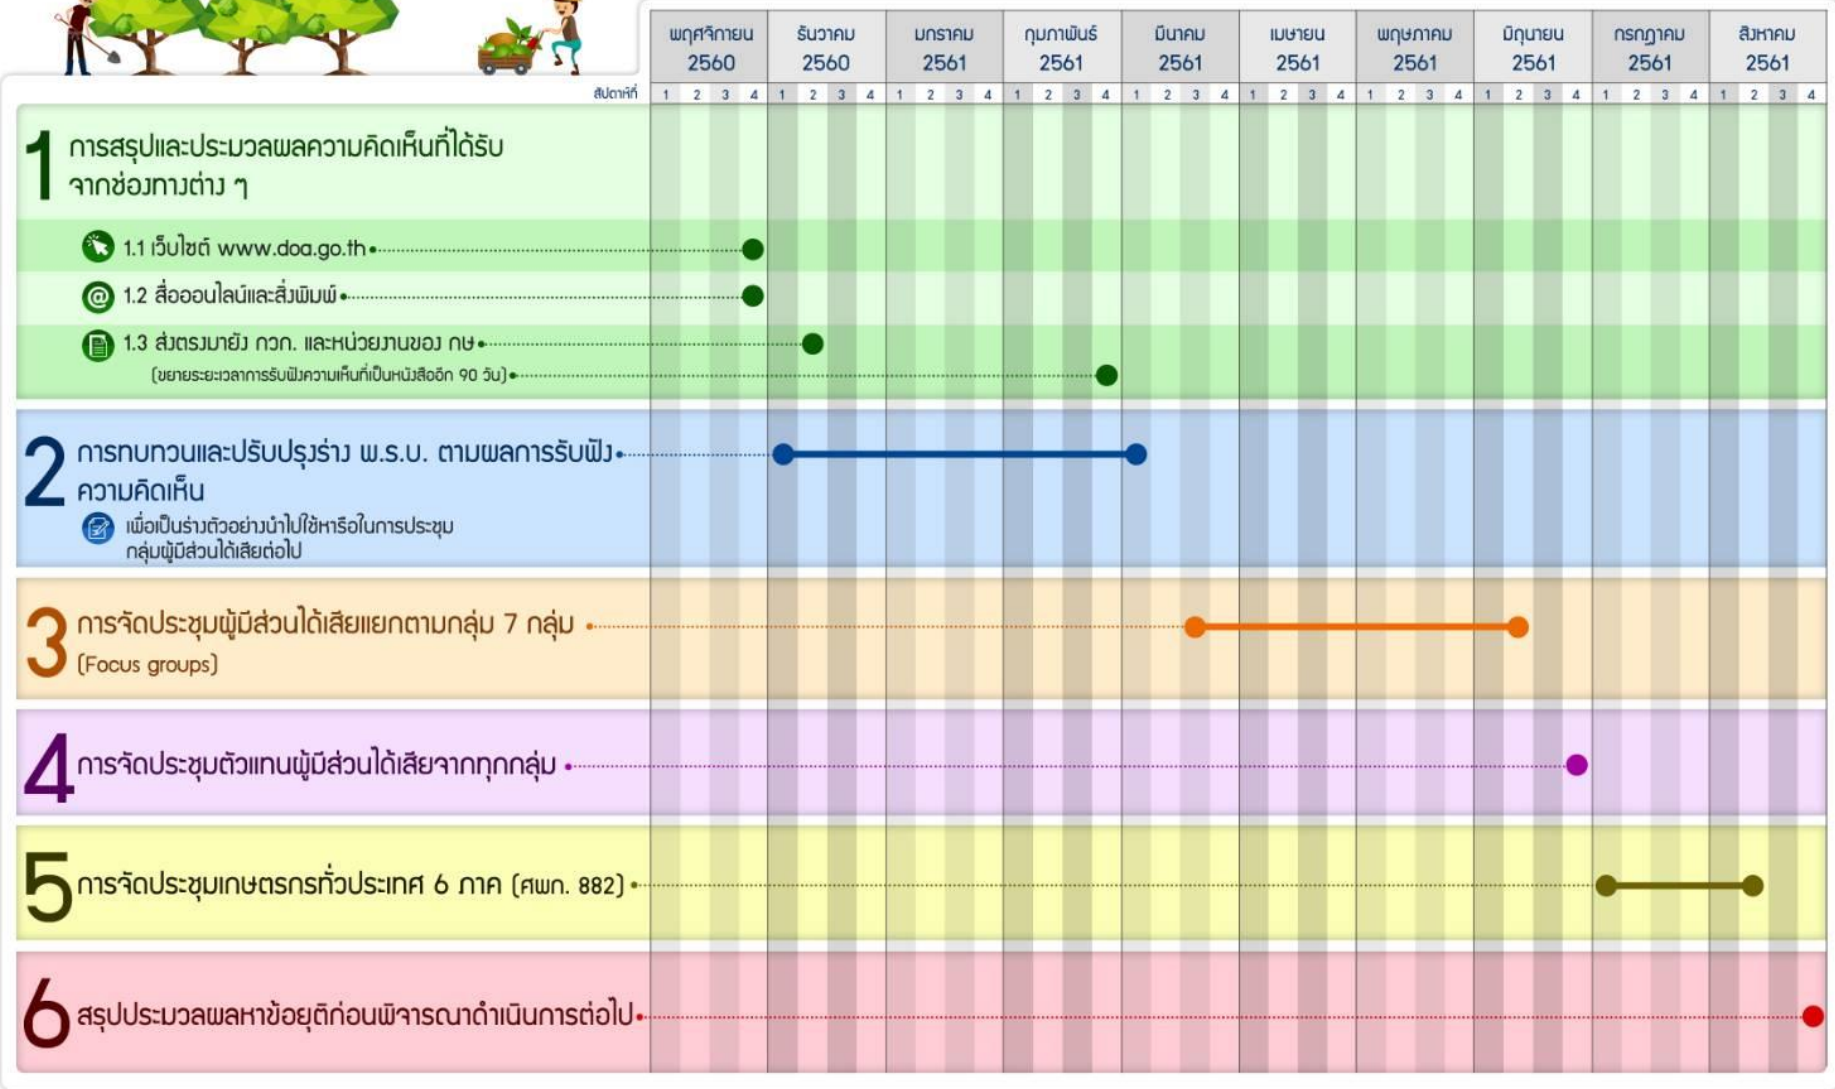 พฤศจิกายน ธันวาคม มกราคม กุมภาพันธ์ มีนาคม เมษายน พฤษภาคม มิถุนายน กรกฎาคม สิงหาคม
2560 2560 2561 2561 2561 2561 2561 2561 2561 2561
สัปดาห์ที่ 1 2 3 4 1 2 3 4 1 2 3 4 1 2 3 4 1 2 3 4 1 2 3 4 1 2 3 4 1 2 3 4 1 2 3 4 1 2 3 4
1 การสรุปและประมวลผลความคิดเห็นที่ได้รับ
จากช่องทางต่าง ๆ
1.1 เว็บไซต์ www.doa.go.th
@ 1.2 สื่อออนไลน์และสิ่งพิมพ์
1.3 ส่งตรงมายัง กวก. และหน่วยงานของ กษ
(ขยายระยะเวลาการรับฟังความเห็นที่เป็นหนังสืออีก 90 วัน)
2 การทบทวนและปรับปรุงร่าง พ.ร.บ. ตามผลการรับฟัง
ความคิดเห็น
เพื่อเป็นร่างตัวอย่างนำไปใช้หารือในการประชุม
กลุ่มผู้มีส่วนได้เสียต่อไป
3 การจัดประชุมผู้มีส่วนได้เสียแยกตามกลุ่ม 7 กลุ่ม
(Focus groups)
4 การจัดประชุมตัวแทนผู้มีส่วนได้เสียจากทุกกลุ่ม
5 การจัดประชุมเกษตรกรทั่วประเทศ 6 ภาค (ศพก. 882)
6 สรุปประมวลผลหาข้อยุติก่อนพิจารณาดำเนินการต่อไป